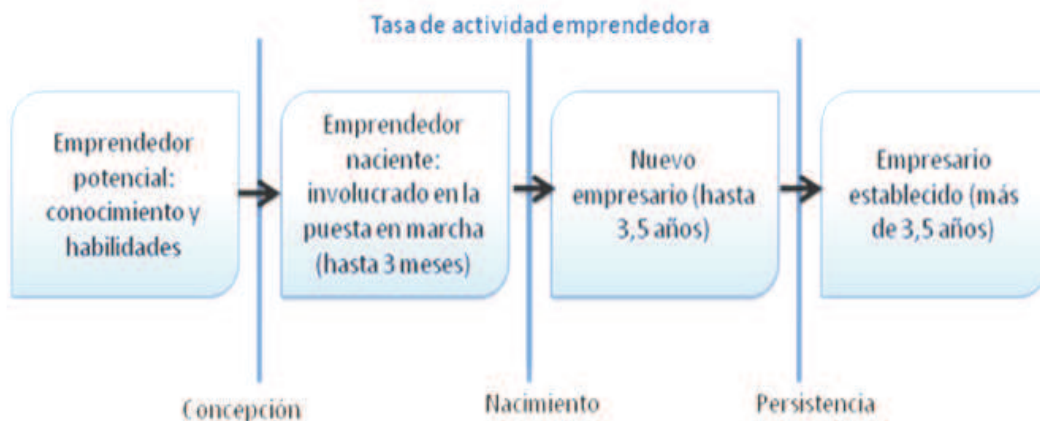 Tasa de actividad emprendedora
Emprendedor
potencial:
conocimiento y
habilidades
Emprendedor
naciente:
involucrado en la
puesta en marcha
(hasta 3 meses)
Nuevo
empresario (hasta
3,5 años)
Empresario
establecido (más
de 3,5 años)
Concepción
Nacimiento
Persistencia